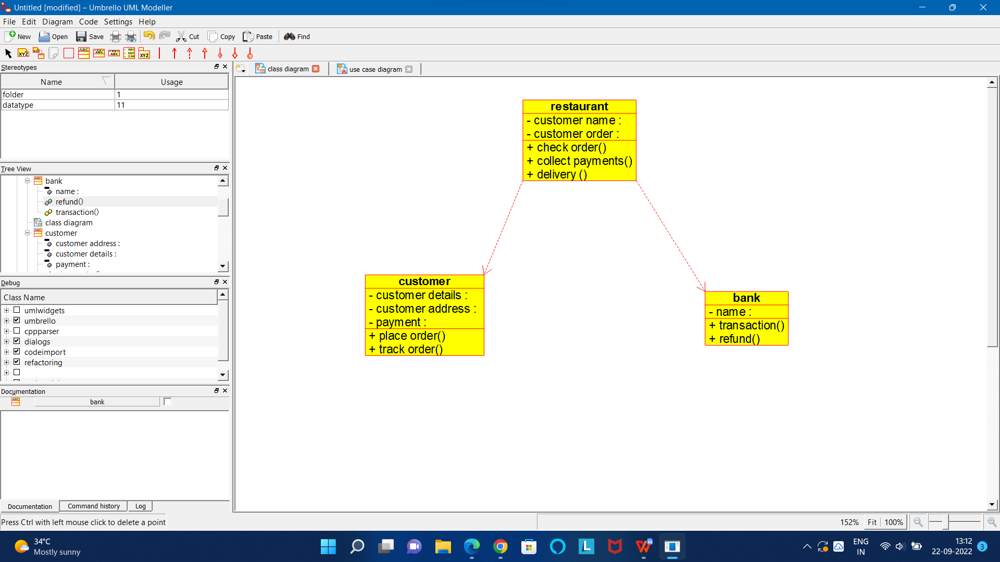 Untitled [modified] – Umbrello UML Modeller
File Edit Diagram Code Settings Help
New Open Save Cut Copy Paste Find
Stereotypes
Name Usage
folder 1
datatype 11
Tree View
bank
name :
refund()
transaction()
class diagram
customer
customer address :
customer details :
payment :
Debug
Class Name
umlwidgets
umbrello
cppparser
dialogs
codeimport
refactoring
Documentation
bank
Documentation Command history Log
Press Ctrl with left mouse click to delete a point
class diagram use case diagram
restaurant
- customer name :
- customer order :
+ check order()
+ collect payments()
+ delivery ()
customer
- customer details :
- customer address :
- payment :
+ place order()
+ track order()
bank
- name :
+ transaction()
+ refund()
152% Fit 100%
34°C
Mostly sunny
ENG
IN
13:12
22-09-2022
3